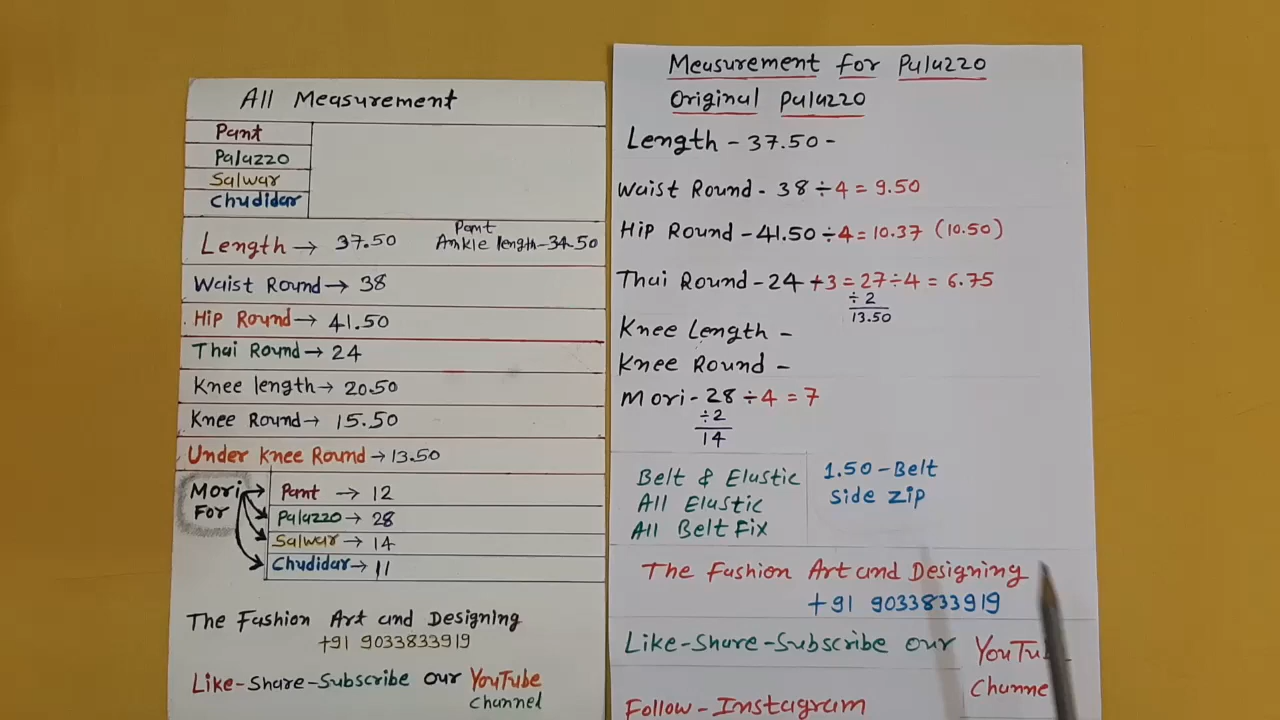 All Measurement
Pant
Palazzo
Salwar
Chudidar
Length → 37.50
Pant
Ankle length-34.50
Waist Round → 38
Hip Round → 41.50
Thai Round → 24
Knee length → 20.50
Knee Round → 15.50
Under Knee Round → 13.50
Mori For
Pant → 12
Palazzo → 28
Salwar → 14
Chudidar → 11
The Fashion Art and Designing
+91 9033833919
Like-Share-Subscribe our YouTube
Channel
Measurement for Palazzo
Original palazzo
Length - 37.50 -
Waist Round - 38 ÷ 4 = 9.50
Hip Round - 41.50 ÷ 4 = 10.37 (10.50)
Thai Round - 24 + 3 = 27 ÷ 4 = 6.75
÷ 2
13.50
Knee Length -
Knee Round -
Mori - 28 ÷ 4 = 7
÷ 2
14
Belt & Elastic
All Elastic
All Belt Fix
1.50 - Belt
Side zip
The Fashion Art and Designing
+91 9033833919
Like-Share-Subscribe our YouTu
Channe
Follow - Instagram